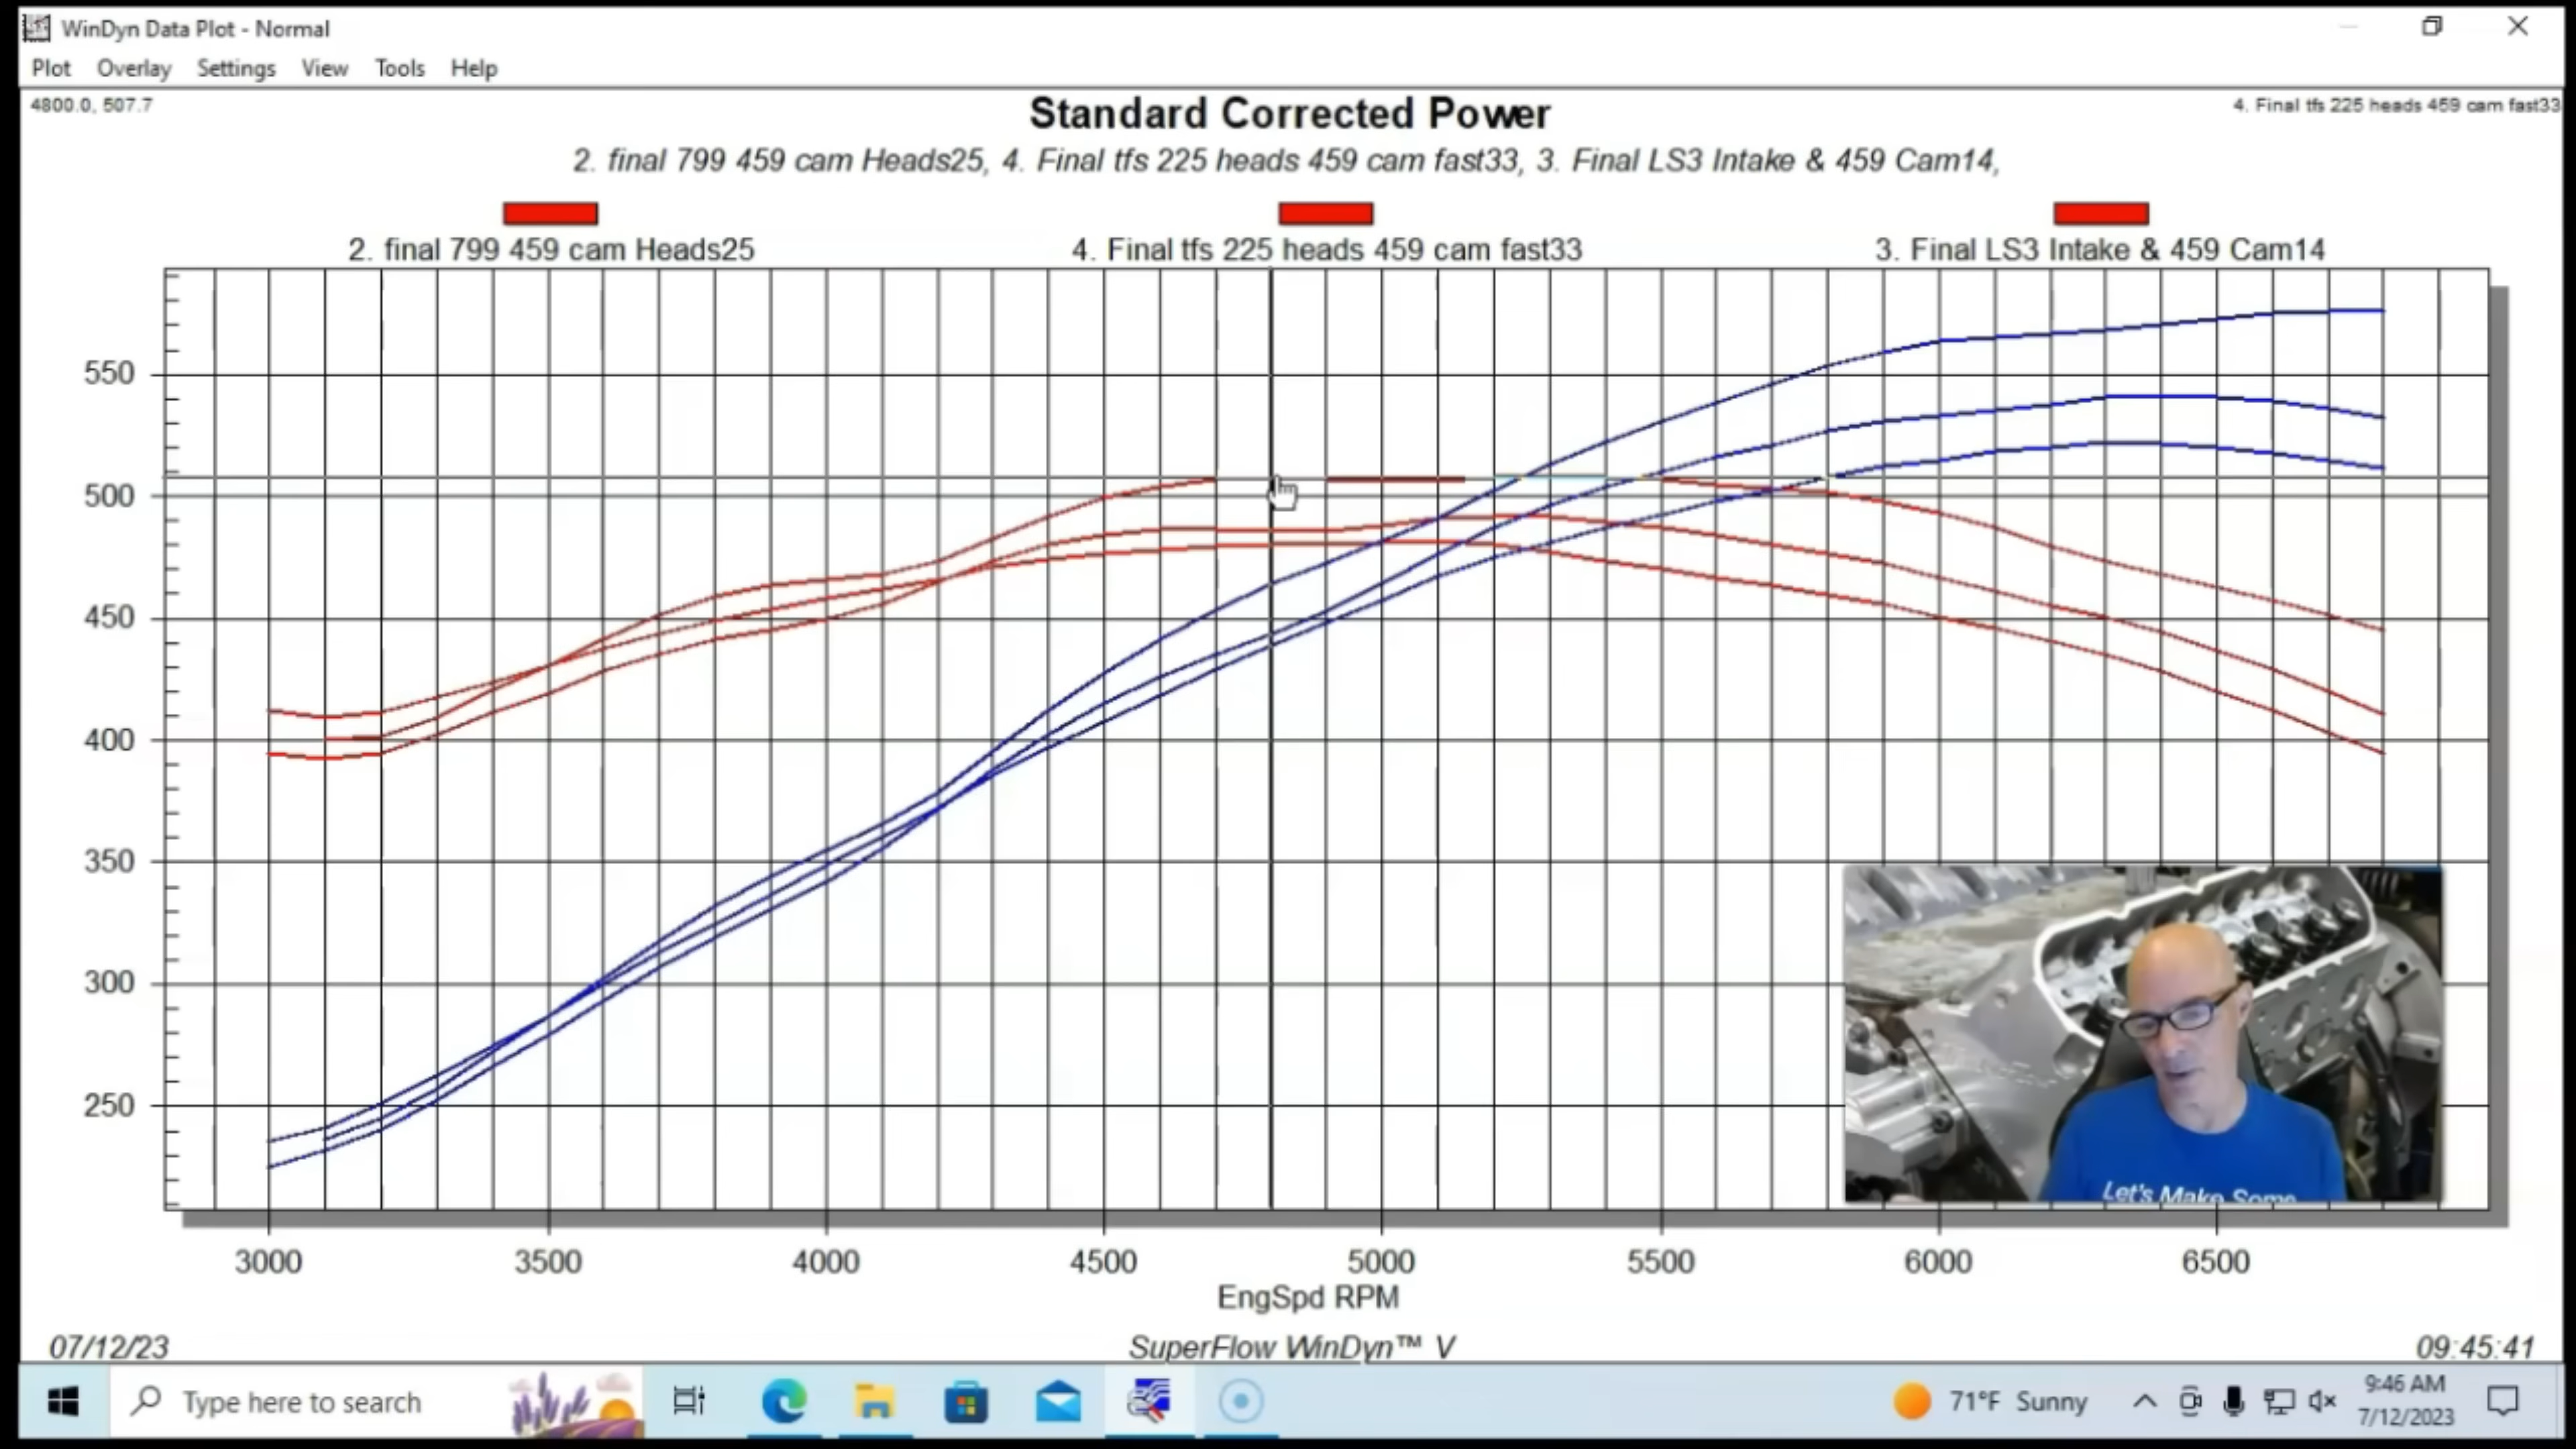 WinDyn Data Plot - Normal
Plot Overlay Settings View Tools Help
4800.0, 507.7
4. Final tfs 225 heads 459 cam fast33
Standard Corrected Power
2. final 799 459 cam Heads25, 4. Final tfs 225 heads 459 cam fast33, 3. Final LS3 Intake & 459 Cam14,
2. final 799 459 cam Heads25
4. Final tfs 225 heads 459 cam fast33
3. Final LS3 Intake & 459 Cam14
550
500
450
400
350
300
250
Let's Make Some
3000 3500 4000 4500 5000 5500 6000 6500
EngSpd RPM
07/12/23
SuperFlow WinDyn™ V
09:45:41
Type here to search
71°F Sunny
9:46 AM
7/12/2023